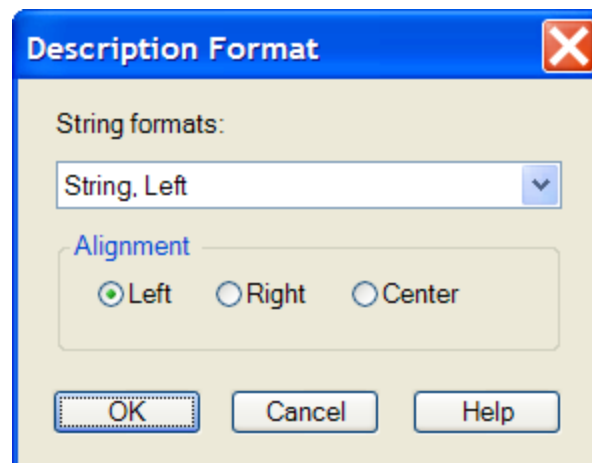 Description Format
String formats:
String, Left
Alignment
Left Right Center
OK Cancel Help